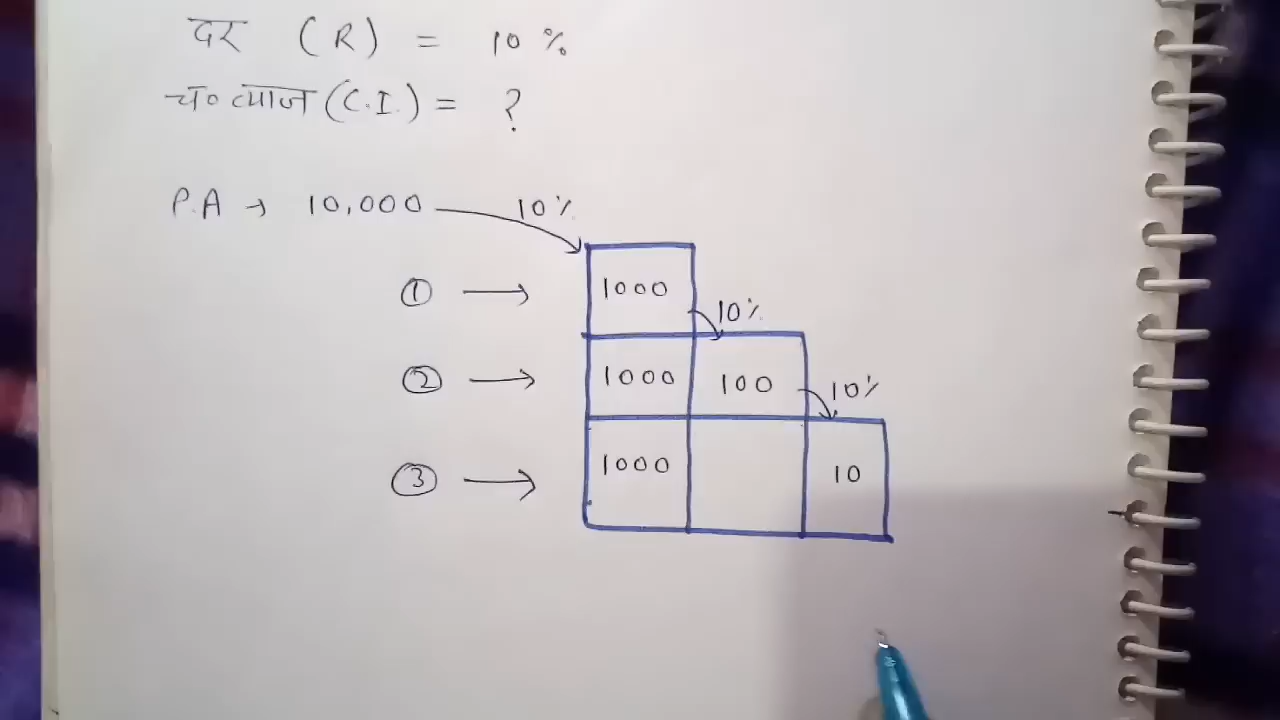 दर (R) = 10 %
च० ब्याज (C.I.) = ?
P.A → 10,000 10%
① → 1000 10%
② → 1000 100 10%
③ → 1000 10